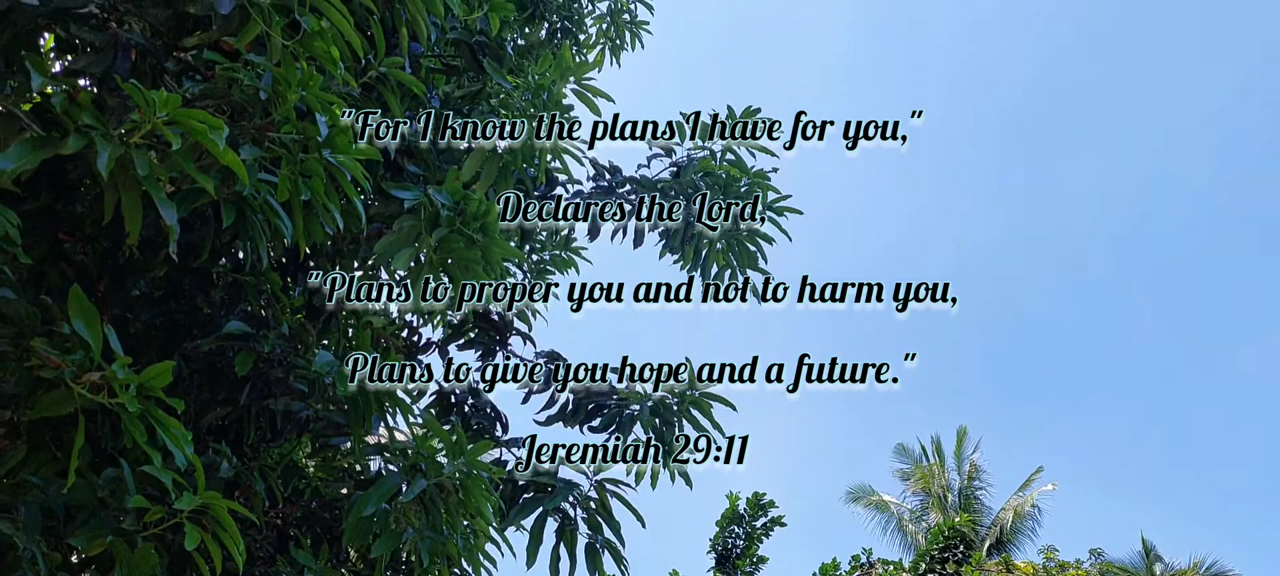 "For I know the plans I have for you,"
Declares the Lord,
"Plans to proper you and not to harm you,
Plans to give you hope and a future."
Jeremiah 29:11